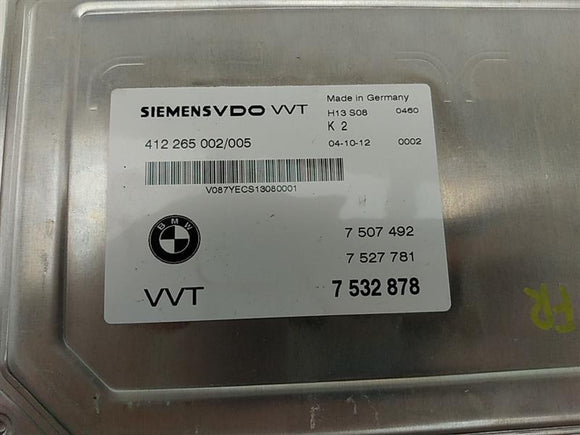 SIEMENSVDO VVT
Made in Germany
H13 S08 0460
K 2
412 265 002/005
04-10-12 0002
V087YECS13080001
BMW
7 507 492
7 527 781
VVT
7 532 878
FR